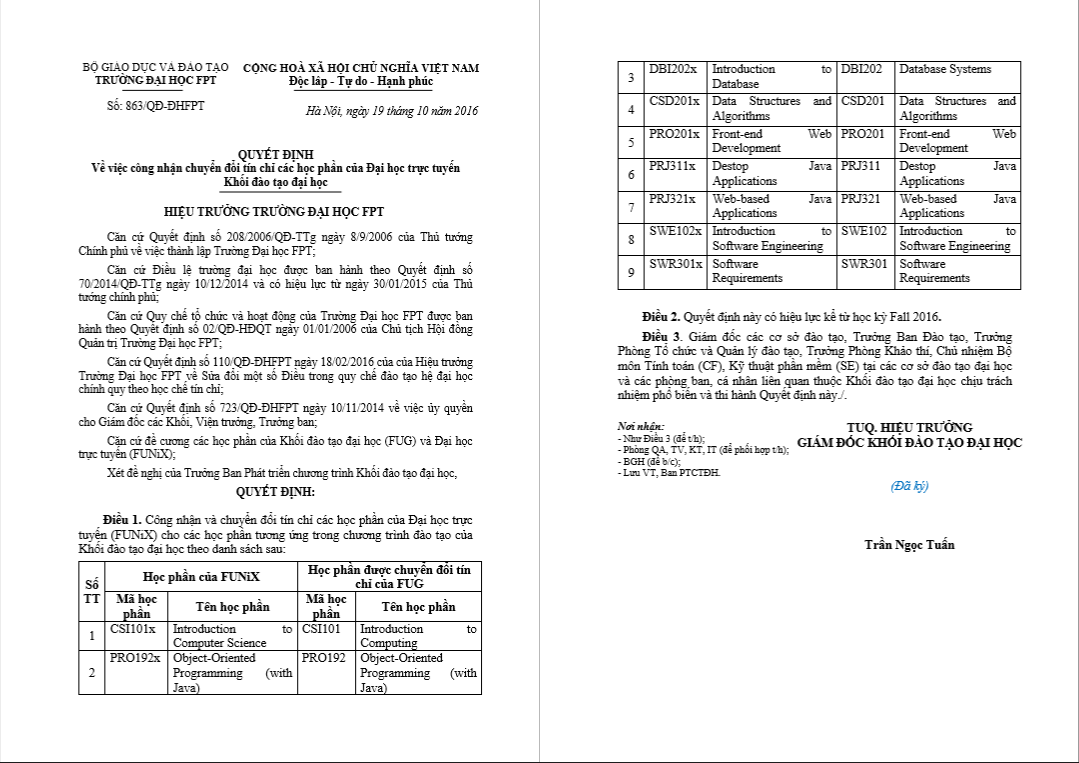 BỘ GIÁO DỤC VÀ ĐÀO TẠO
TRƯỜNG ĐẠI HỌC FPT
CỘNG HOÀ XÃ HỘI CHỦ NGHĨA VIỆT NAM
Độc lập - Tự do - Hạnh phúc
Số: 863/QĐ-ĐHFPT
Hà Nội, ngày 19 tháng 10 năm 2016
QUYẾT ĐỊNH
Về việc công nhận chuyển đổi tín chỉ các học phần của Đại học trực tuyến
Khối đào tạo đại học
HIỆU TRƯỞNG TRƯỜNG ĐẠI HỌC FPT
Căn cứ Quyết định số 208/2006/QĐ-TTg ngày 8/9/2006 của Thủ tướng
Chính phủ về việc thành lập Trường Đại học FPT;
Căn cứ Điều lệ trường đại học được ban hành theo Quyết định số
70/2014/QĐ-TTg ngày 10/12/2014 và có hiệu lực từ ngày 30/01/2015 của Thủ
tướng chính phủ;
Căn cứ Quy chế tổ chức và hoạt động của Trường Đại học FPT được ban
hành theo Quyết định số 02/QĐ-HĐQT ngày 01/01/2006 của Chủ tịch Hội đồng
Quản trị Trường Đại học FPT;
Căn cứ Quyết định số 110/QĐ-ĐHFPT ngày 18/02/2016 của của Hiệu trưởng
Trường Đại học FPT về Sửa đổi một số Điều trong quy chế đào tạo hệ đại học
chính quy theo học chế tín chỉ;
Căn cứ Quyết định số 723/QĐ-ĐHFPT ngày 10/11/2014 về việc ủy quyền
cho Giám đốc các Khối, Viện trưởng, Trưởng ban;
Căn cứ đề cương các học phần của Khối đào tạo đại học (FUG) và Đại học
trực tuyến (FUNiX);
Xét đề nghị của Trưởng Ban Phát triển chương trình Khối đào tạo đại học,
QUYẾT ĐỊNH:
Điều 1. Công nhận và chuyển đổi tín chỉ các học phần của Đại học trực
tuyến (FUNiX) cho các học phần tương ứng trong chương trình đào tạo của
Khối đào tạo đại học theo danh sách sau:
Số TT
Học phần của FUNiX
Học phần được chuyển đổi tín
chỉ của FUG
Mã học
phần
Tên học phần
Mã học
phần
Tên học phần
1 CSI101x Introduction to CSI101 Introduction to
Computer Science Computing
PRO192x Object-Oriented PRO192 Object-Oriented
2 Programming (with Programming (with
Java) Java)
3 DBI202x Introduction to DBI202 Database Systems
Database
4 CSD201x Data Structures and CSD201 Data Structures and
Algorithms Algorithms
5 PRO201x Front-end Web PRO201 Front-end Web
Development Development
6 PRJ311x Destop Java PRJ311 Destop Java
Applications Applications
7 PRJ321x Web-based Java PRJ321 Web-based Java
Applications Applications
8 SWE102x Introduction to SWE102 Introduction to
Software Engineering Software Engineering
9 SWR301x Software SWR301 Software
Requirements Requirements
Điều 2. Quyết định này có hiệu lực kể từ học kỳ Fall 2016.
Điều 3. Giám đốc các cơ sở đào tạo, Trưởng Ban Đào tạo, Trưởng
Phòng Tổ chức và Quản lý đào tạo, Trưởng Phòng Khảo thí, Chủ nhiệm Bộ
môn Tính toán (CF), Kỹ thuật phần mềm (SE) tại các cơ sở đào tạo đại học
và các phòng ban, cá nhân liên quan thuộc Khối đào tạo đại học chịu trách
nhiệm phổ biến và thi hành Quyết định này./.
Nơi nhận:
- Như Điều 3 (để t/h);
- Phòng QA, TV, KT, IT (để phối hợp t/h);
- BGH (để b/c);
- Lưu VT, Ban PTCTĐH.
TUQ. HIỆU TRƯỞNG
GIÁM ĐỐC KHỐI ĐÀO TẠO ĐẠI HỌC
(Đã ký)
Trần Ngọc Tuấn